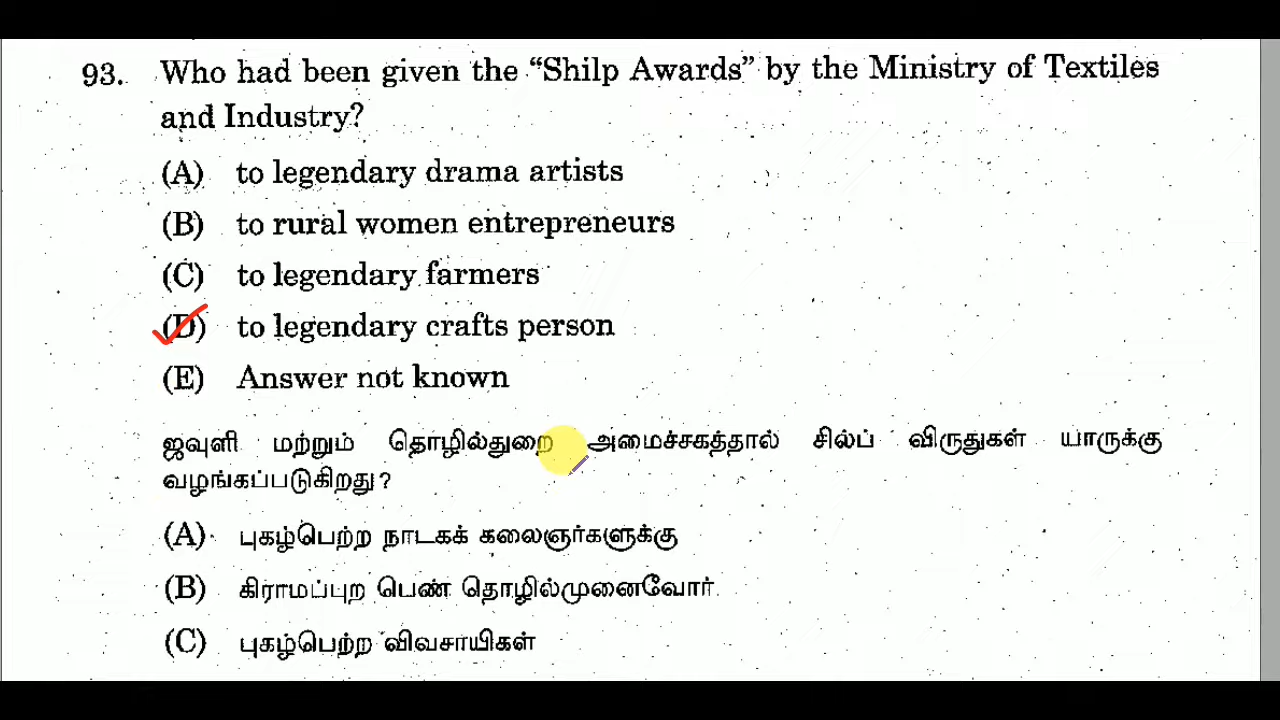 93. Who had been given the “Shilp Awards” by the Ministry of Textiles
and Industry?
(A) to legendary drama artists
(B) to rural women entrepreneurs
(C) to legendary farmers
(D) to legendary crafts person
(E) Answer not known
ஜவுளி மற்றும் தொழில்துறை அமைச்சகத்தால் சில்ப் விருதுகள் யாருக்கு
வழங்கப்படுகிறது?
(A) புகழ்பெற்ற நாடகக் கலைஞர்களுக்கு
(B) கிராமப்புற பெண் தொழில்முனைவோர்
(C) புகழ்பெற்ற விவசாயிகள்